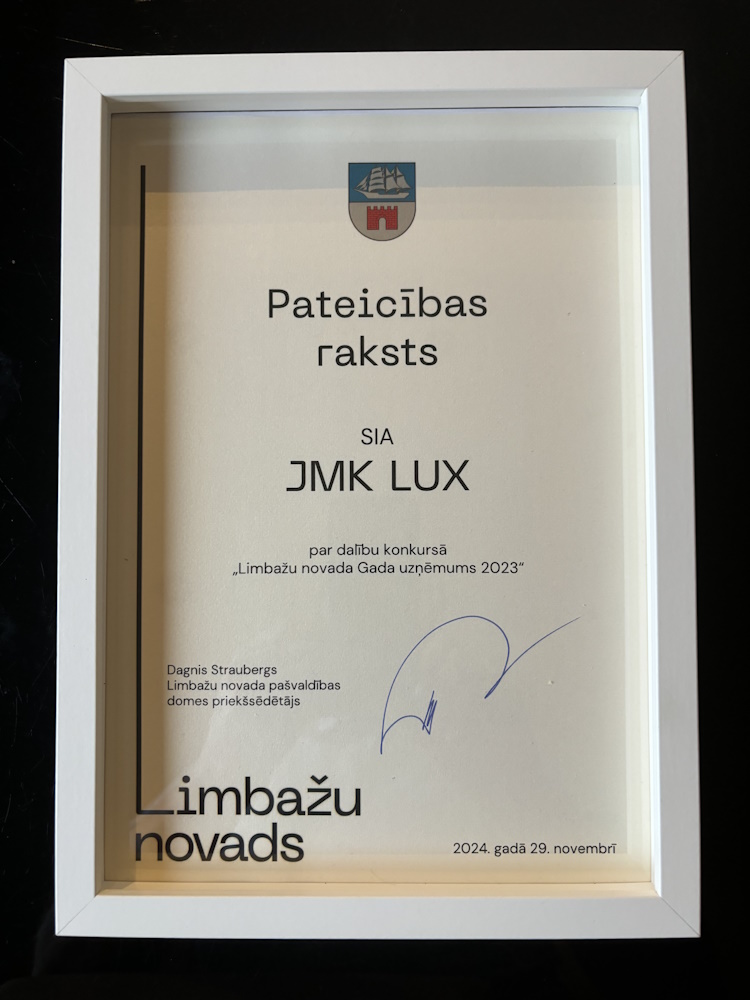 Pateicības
raksts
SIA
JMK LUX
par dalību konkursā
„Limbažu novada Gada uzņēmums 2023“
Dagnis Straubergs
Limbažu novada pašvaldības
domes priekšsēdētājs
Limbažu
novads
2024. gadā 29. novembrī